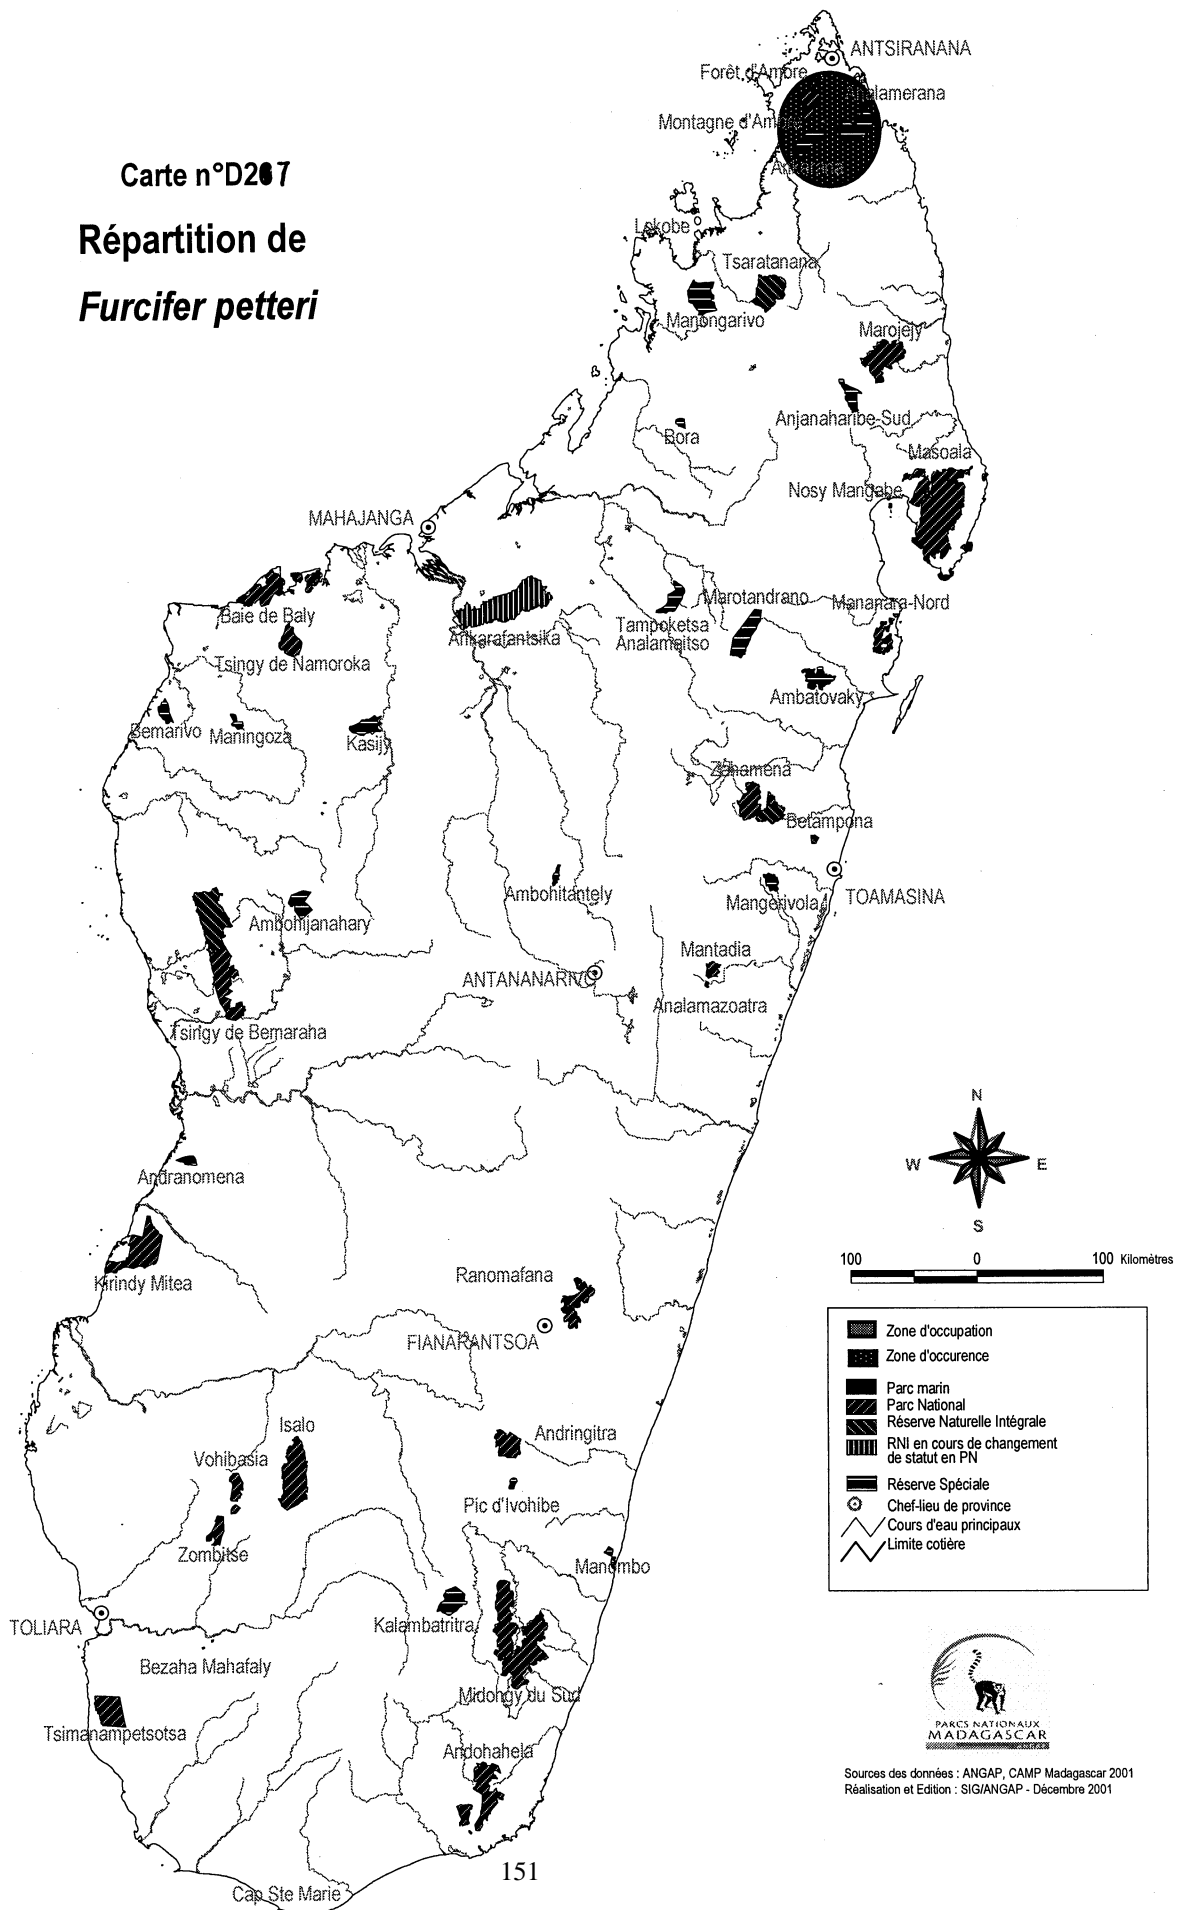 ANTSIRANANA
Forêt d'Ambre
Analamerana
Montagne d'Ambre
Ankarana
Carte n°D267
Répartition de
Furcifer petteri
Lokobe
Tsaratanana
Manongarivo
Marojejy
Anjanaharibe-Sud
Bora
Masoala
Nosy Mangabe
MAHAJANGA
Baie de Baly
Ankarafantsika
Marotandrano
Mananara-Nord
Tampoketsa
Analamaitso
Tsingy de Namoroka
Ambatovaky
Bemarivo
Maningoza
Kasijy
Zahamena
Betampona
Ambohitantely
Mangerivola
TOAMASINA
Ambohijanahary
Mantadia
ANTANANARIVO
Analamazoatra
Tsingy de Bemaraha
N
W
E
S
Andranomena
100 0 100 Kilomètres
Kirindy Mitea
Ranomafana
FIANARANTSOA
Zone d'occupation
Zone d'occurence
Parc marin
Parc National
Réserve Naturelle Intégrale
RNI en cours de changement
de statut en PN
Réserve Spéciale
Chef-lieu de province
Cours d'eau principaux
Limite cotière
Isalo
Andringitra
Vohibasia
Pic d'Ivohibe
Zombitse
Manombo
TOLIARA
Kalambatritra
Bezaha Mahafaly
Midongy du Sud
Tsimanampetsotsa
Andohahela
PARCS NATIONAUX
MADAGASCAR
Sources des données : ANGAP, CAMP Madagascar 2001
Réalisation et Edition : SIG/ANGAP - Décembre 2001
151
Cap Ste Marie